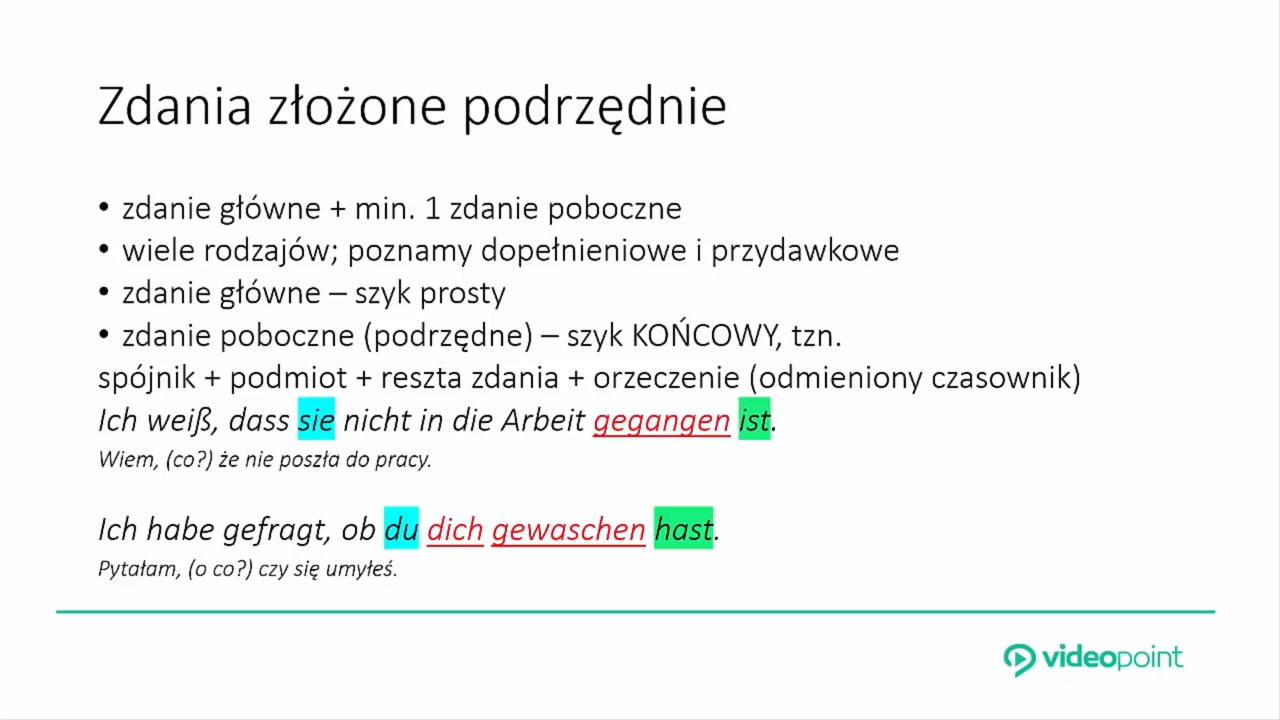 Zdania złożone podrzędnie
• zdanie główne + min. 1 zdanie poboczne
• wiele rodzajów; poznamy dopełnieniowe i przydawkowe
• zdanie główne – szyk prosty
• zdanie poboczne (podrzędne) – szyk KOŃCOWY, tzn.
spójnik + podmiot + reszta zdania + orzeczenie (odmieniony czasownik)
Ich weiß, dass sie nicht in die Arbeit gegangen ist.
Wiem, (co?) że nie poszła do pracy.
Ich habe gefragt, ob du dich gewaschen hast.
Pytałam, (o co?) czy się umyłeś.
videopoint